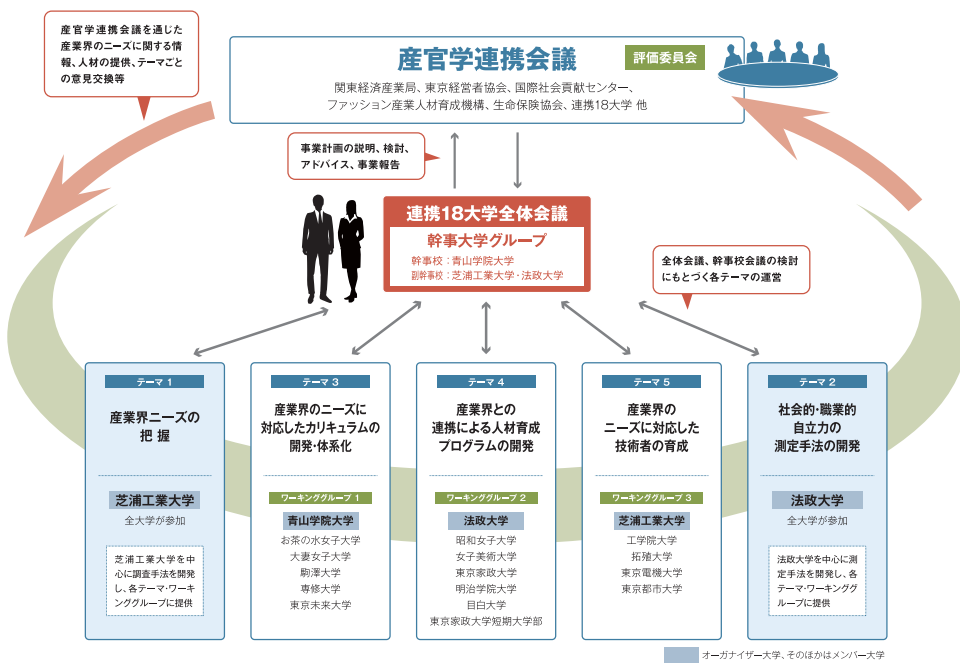 産官学連携会議を通じた
産業界のニーズに関する情
報、人材の提供、テーマごと
の意見交換等
産官学連携会議
評価委員会
関東経済産業局、東京経営者協会、国際社会貢献センター、
ファッション産業人材育成機構、生命保険協会、連携18大学 他
事業計画の説明、検討、
アドバイス、事業報告
連携18大学全体会議
幹事大学グループ
幹事校：青山学院大学
副幹事校：芝浦工業大学・法政大学
全体会議、幹事校会議の検討
にもとづく各テーマの運営
テーマ 1
産業界ニーズの
把 握
芝浦工業大学
全大学が参加
芝浦工業大学を中
心に調査手法を開発
し、各テーマ・ワーキ
ンググループに提供
テーマ 3
産業界のニーズに
対応したカリキュラムの
開発・体系化
ワーキンググループ 1
青山学院大学
お茶の水女子大学
大妻女子大学
駒澤大学
専修大学
東京未来大学
テーマ 4
産業界との
連携による人材育成
プログラムの開発
ワーキンググループ 2
法政大学
昭和女子大学
女子美術大学
東京家政大学
明治学院大学
目白大学
東京家政大学短期大学部
テーマ 5
産業界の
ニーズに対応した
技術者の育成
ワーキンググループ 3
芝浦工業大学
工学院大学
拓殖大学
東京電機大学
東京都市大学
テーマ 2
社会的・職業的
自立力の
測定手法の開発
法政大学
全大学が参加
法政大学を中心に測
定手法を開発し、各
テーマ・ワーキンググ
ループに提供
オーガナイザー大学、そのほかはメンバー大学